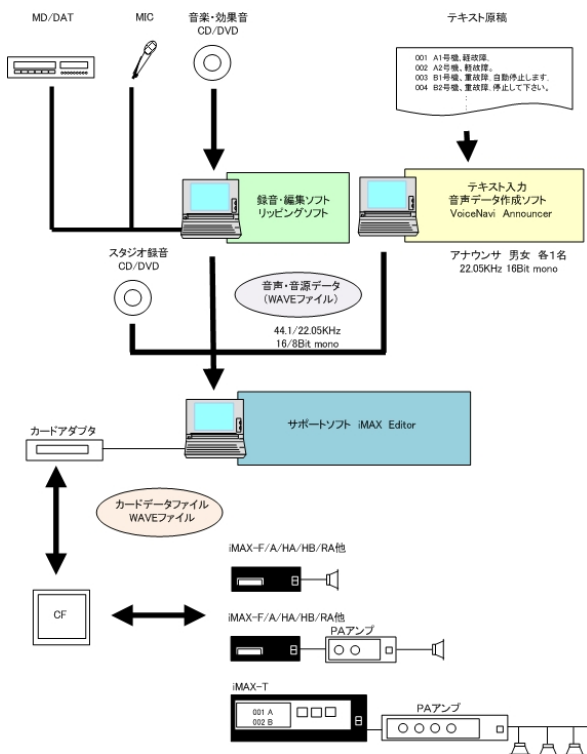 MD/DAT
MIC
音楽・効果音
CD/DVD
テキスト原稿
001 A1号機、軽故障.
002 A2号機、軽故障。
003 B1号機、重故障. 自動停止します.
004 B2号機、重故障. 停止して下さい。
:
:
録音・編集ソフト
リッピングソフト
テキスト入力
音声データ作成ソフト
VoiceNavi Announcer
アナウンサ 男女 各1名
22.05KHz 16Bit mono
スタジオ録音
CD/DVD
音声・音源データ
(WAVEファイル)
44.1/22.05KHz
16/8Bit mono
サポートソフト iMAX Editor
カードアダプタ
カードデータファイル
WAVEファイル
CF
iMAX-F/A/HA/HB/RA他
iMAX-F/A/HA/HB/RA他
PAアンプ
iMAX-T
001 A
002 B
PAアンプ